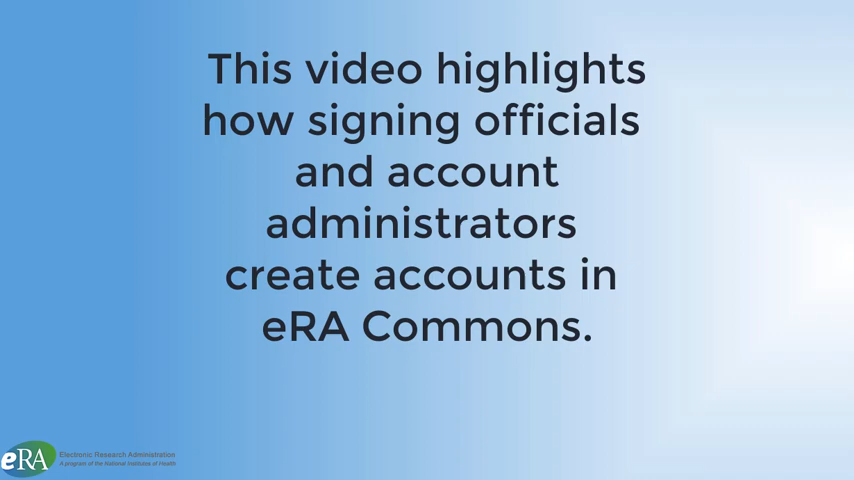 This video highlights
how signing officials
and account
administrators
create accounts in
eRA Commons.
eRA
Electronic Research Administration
A program of the National Institutes of Health